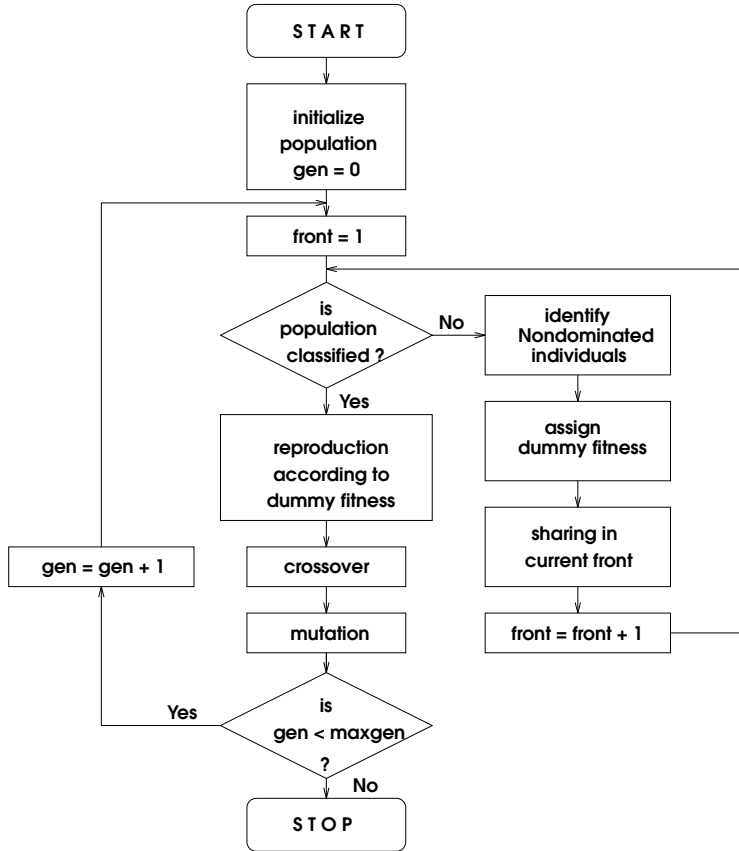 S T A R T
initialize
population
gen = 0
front = 1
is
population
classified ?
No
identify
Nondominated
individuals
Yes
assign
dummy fitness
reproduction
according to
dummy fitness
sharing in
current front
gen = gen + 1
crossover
mutation
front = front + 1
Yes
is
gen < maxgen
?
No
S T O P